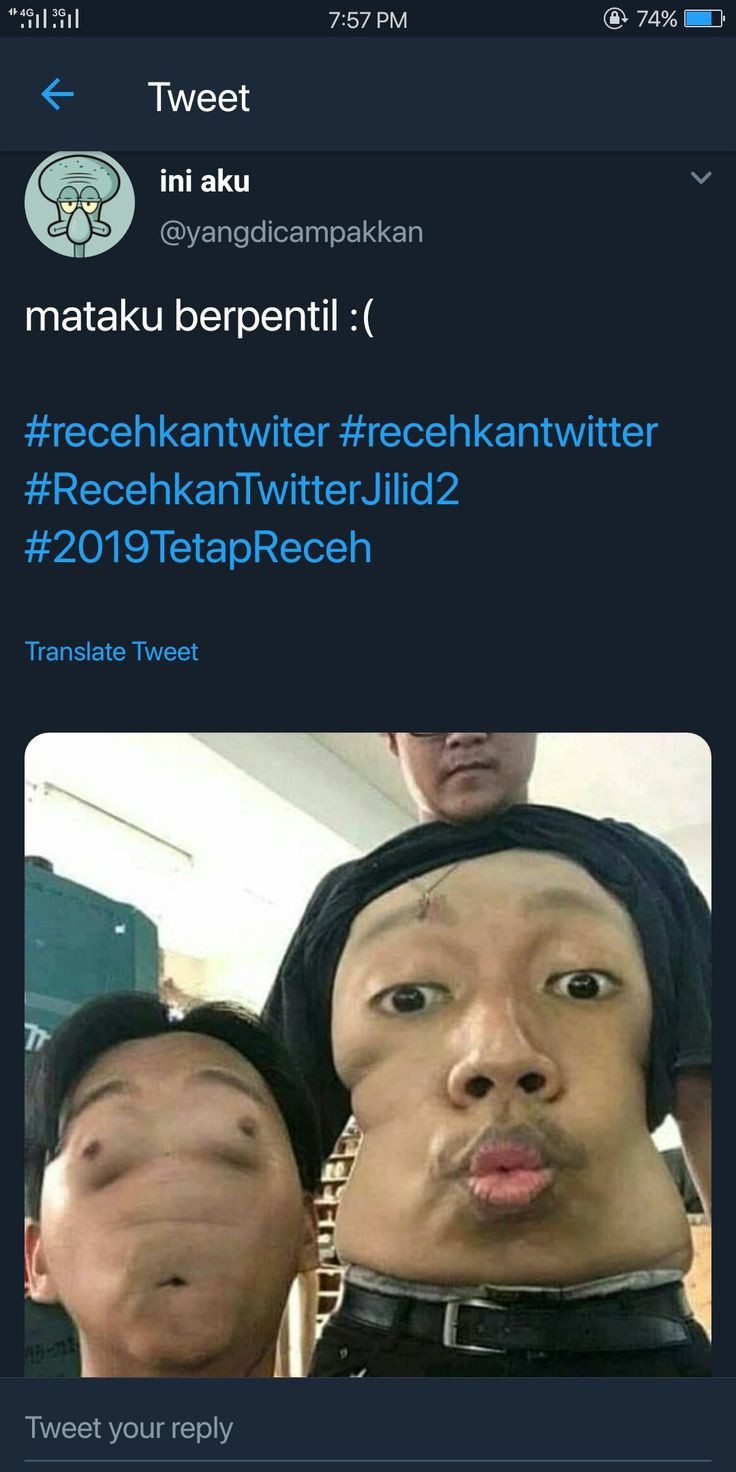 4G 3G 7:57 PM 74%
Tweet
ini aku
@yangdicampakkan
mataku berpentil :(
#recehkantwiter #recehkantwitter
#RecehkanTwitterJilid2
#2019TetapReceh
Translate Tweet
Tweet your reply